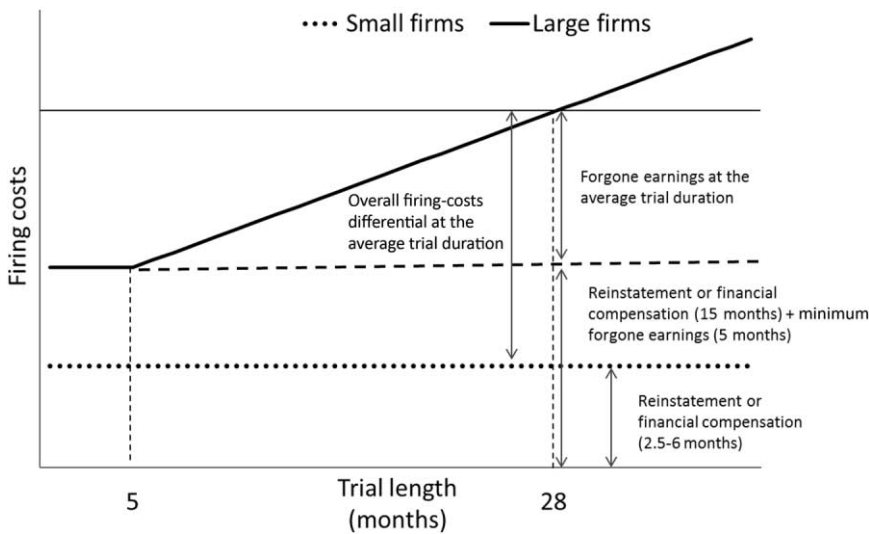 Small firms
Large firms
Firing costs
Overall firing-costs
differential at the
average trial duration
Forgone earnings at the
average trial duration
Reinstatement or financial
compensation (15 months) + minimum
forgone earnings (5 months)
Reinstatement or
financial compensation
(2.5-6 months)
5
Trial length
(months)
28